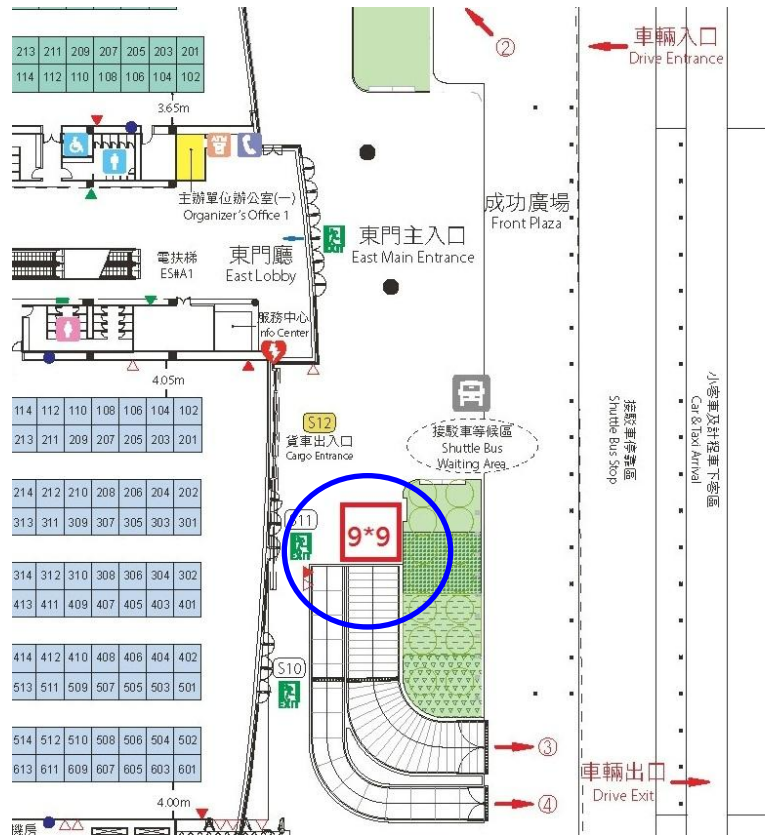 213 211 209 207 205 203 201
114 112 110 108 106 104 102
3.65m
②
車輛入口
Drive Entrance
ATM
主辦單位辦公室(一)
Organizer's Office 1
成功廣場
Front Plaza
電扶梯
ES#A1
東門廳
East Lobby
EXIT
東門主入口
East Main Entrance
服務中心
nfo Center
4.05m
114 112 110 108 106 104 102
213 211 209 207 205 203 201
S12
貨車出入口
Cargo Entrance
接駁車等候區
Shuttle Bus
Waiting Area
接駁車停靠區
Shuttle Bus Stop
小客車及計程車下客區
Car & Taxi Arrival
214 212 210 208 206 204 202
313 311 309 307 305 303 301
S11
EXIT
9*9
314 312 310 308 306 304 302
413 411 409 407 405 403 401
414 412 410 408 406 404 402
513 511 509 507 505 503 501
S10
EXIT
514 512 510 508 506 504 502
613 611 609 607 605 603 601
③
④
車輛出口
Drive Exit
4.00m
機房